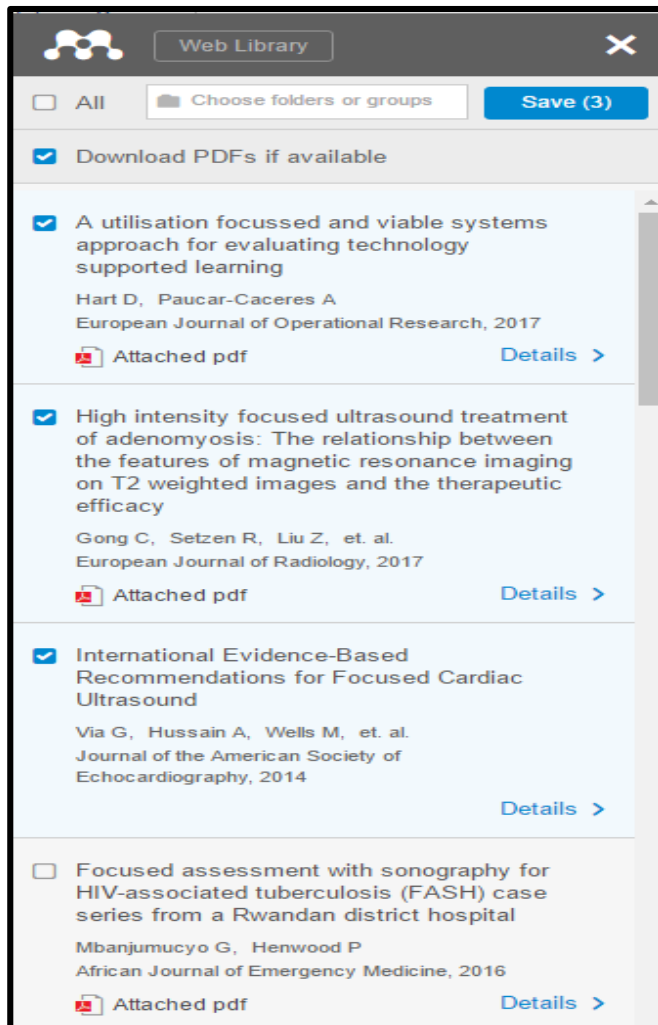 Web Library
All
Choose folders or groups
Save (3)
Download PDFs if available
A utilisation focussed and viable systems
approach for evaluating technology
supported learning
Hart D, Paucar-Caceres A
European Journal of Operational Research, 2017
Attached pdf
Details >
High intensity focused ultrasound treatment
of adenomyosis: The relationship between
the features of magnetic resonance imaging
on T2 weighted images and the therapeutic
efficacy
Gong C, Setzen R, Liu Z, et. al.
European Journal of Radiology, 2017
Attached pdf
Details >
International Evidence-Based
Recommendations for Focused Cardiac
Ultrasound
Via G, Hussain A, Wells M, et. al.
Journal of the American Society of
Echocardiography, 2014
Details >
Focused assessment with sonography for
HIV-associated tuberculosis (FASH) case
series from a Rwandan district hospital
Mbanjumucyo G, Henwood P
African Journal of Emergency Medicine, 2016
Attached pdf
Details >